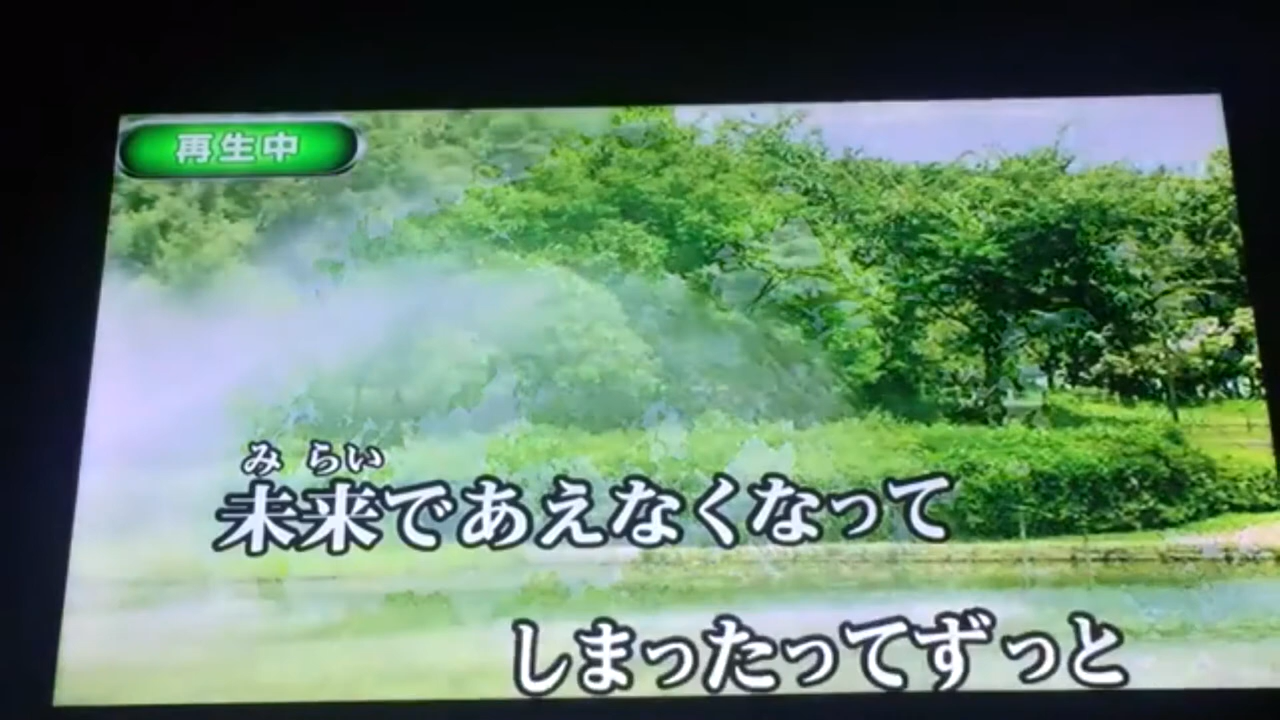 再生中
みらい
未来であえなくなって
しまったってずっと